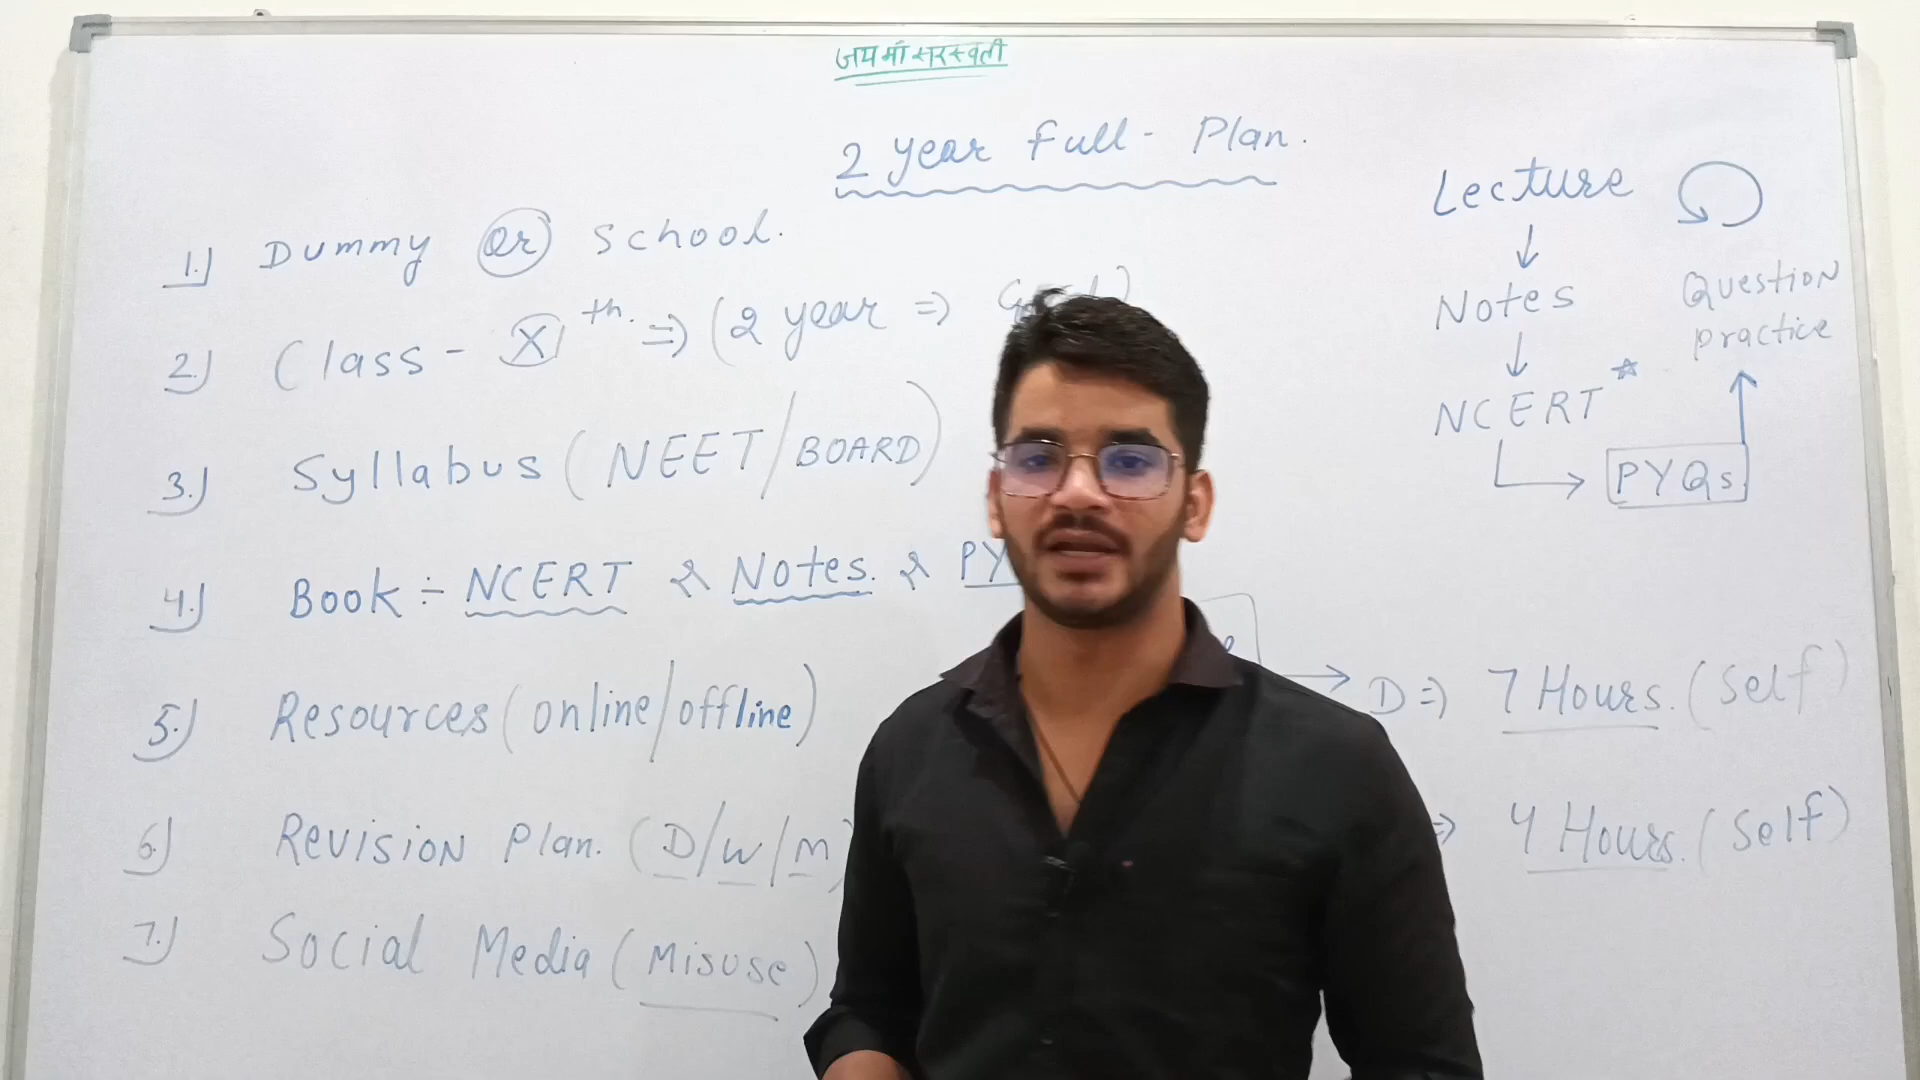 जय माँ सरस्वती
2 year full - Plan.
1.) Dummy or School.
2.) Class - XIth. => (2 year =>
3.) Syllabus (NEET/BOARD)
4.) Book ÷ NCERT & Notes. & PY
5.) Resources (online/offline)
6.) Revision Plan. (D/W/M)
7.) Social Media (Misuse)
Lecture
↓
Notes
↓
NCERT ☆
→ PYQs
↑
Question
practice
→ D => 7 Hours. (Self)
=> 4 Hours. (Self)